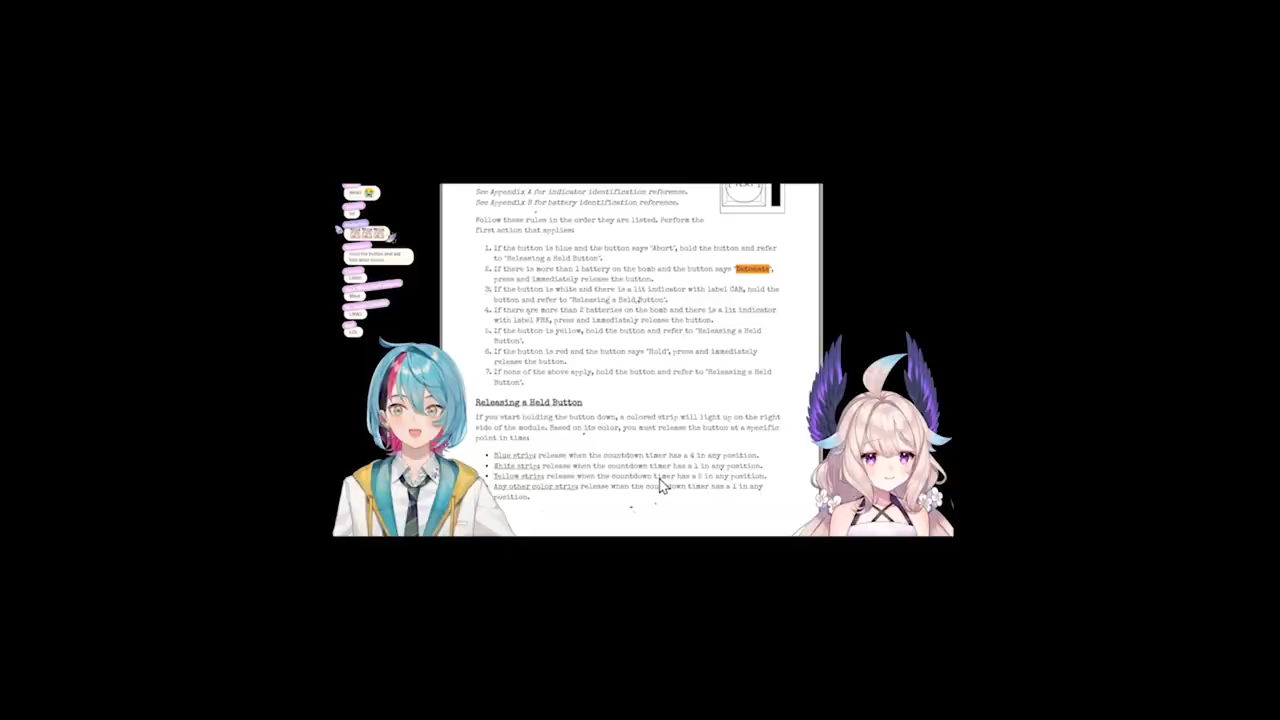 [TEXT]
See Appendix A for indicator identification reference.
See Appendix B for battery identification reference.
Follow these rules in the order they are listed. Perform the
first action that applies:
1. If the button is blue and the button says "Abort", hold the button and refer
to "Releasing a Held Button".
2. If there is more than 1 battery on the bomb and the button says "Detonate",
press and immediately release the button.
3. If the button is white and there is a lit indicator with label CAR, hold the
button and refer to "Releasing a Held Button".
4. If there are more than 2 batteries on the bomb and there is a lit indicator
with label FRK, press and immediately release the button.
5. If the button is yellow, hold the button and refer to "Releasing a Held
Button".
6. If the button is red and the button says "Hold", press and immediately
release the button.
7. If none of the above apply, hold the button and refer to "Releasing a Held
Button".
Releasing a Held Button
If you start holding the button down, a colored strip will light up on the right
side of the module. Based on its color, you must release the button at a specific
point in time:
• Blue strip: release when the countdown timer has a 4 in any position.
• White strip: release when the countdown timer has a 1 in any position.
• Yellow strip: release when the countdown timer has a 5 in any position.
• Any other color strip: release when the countdown timer has a 1 in any
position.
LOL